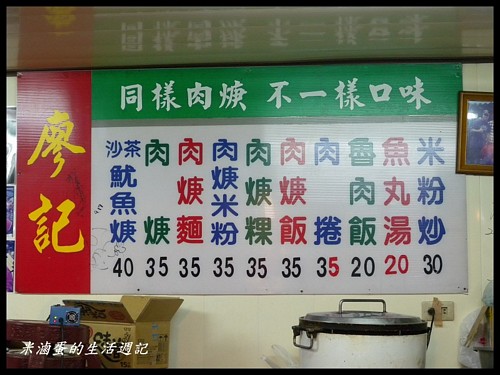 同樣肉焿 不一樣口味
廖記
沙茶魷魚焿 40
肉焿 35
肉焿麵 35
肉焿米粉 35
肉焿粿 35
肉焿飯 35
肉捲 35
魯肉飯 20
魚丸湯 20
米粉炒 30
米滷蛋的生活週記